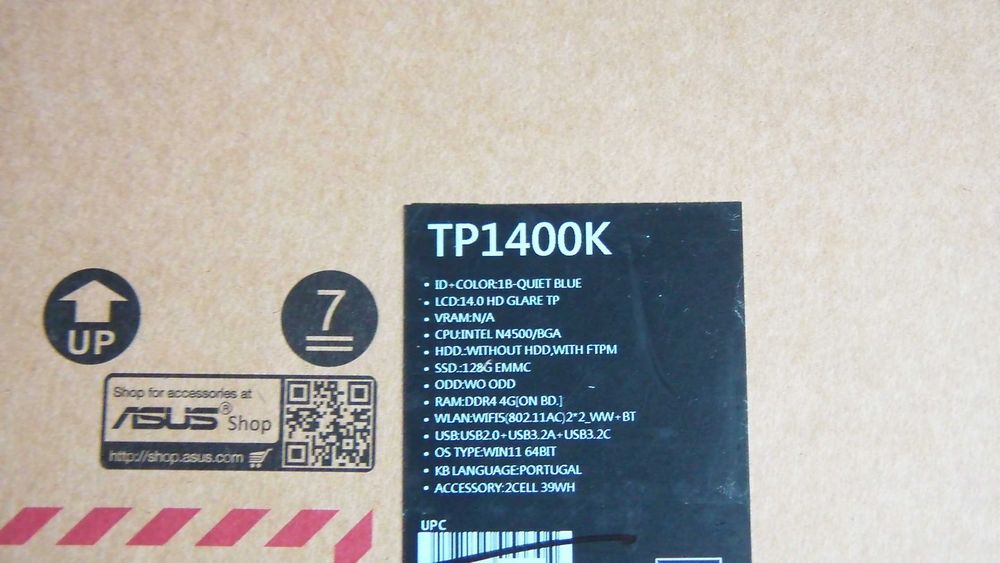 UP
7
Shop for accessories at
ASUS® Shop
http://shop.asus.com
TP1400K
• ID+COLOR:1B-QUIET BLUE
• LCD:14.0 HD GLARE TP
• VRAM:N/A
• CPU:INTEL N4500/BGA
• HDD.:WITHOUT HDD,WITH FTPM
• SSD.:128G EMMC
• ODD:WO ODD
• RAM:DDR4 4G[ON BD.]
• WLAN:WIFI5(802.11AC)2*2_WW+BT
• USB:USB2.0+USB3.2A+USB3.2C
• OS TYPE:WIN11 64BIT
• KB LANGUAGE:PORTUGAL
• ACCESSORY:2CELL 39WH
UPC